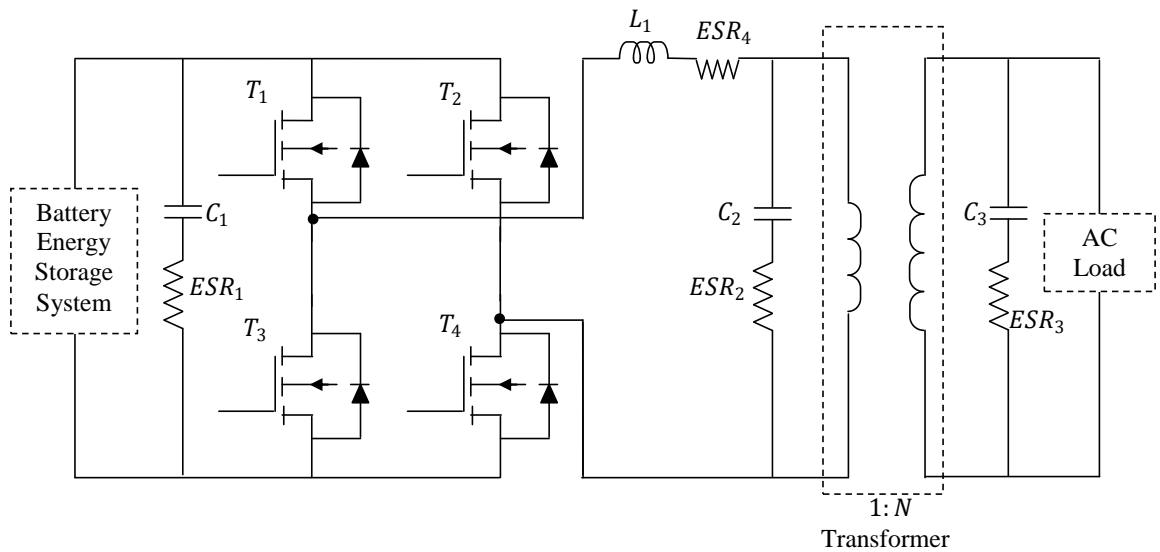 L₁
ESR₄
T₁
T₂
Battery
Energy
Storage
System
C₁
ESR₁
C₂
ESR₂
C₃
ESR₃
AC
Load
T₃
T₄
1: N
Transformer